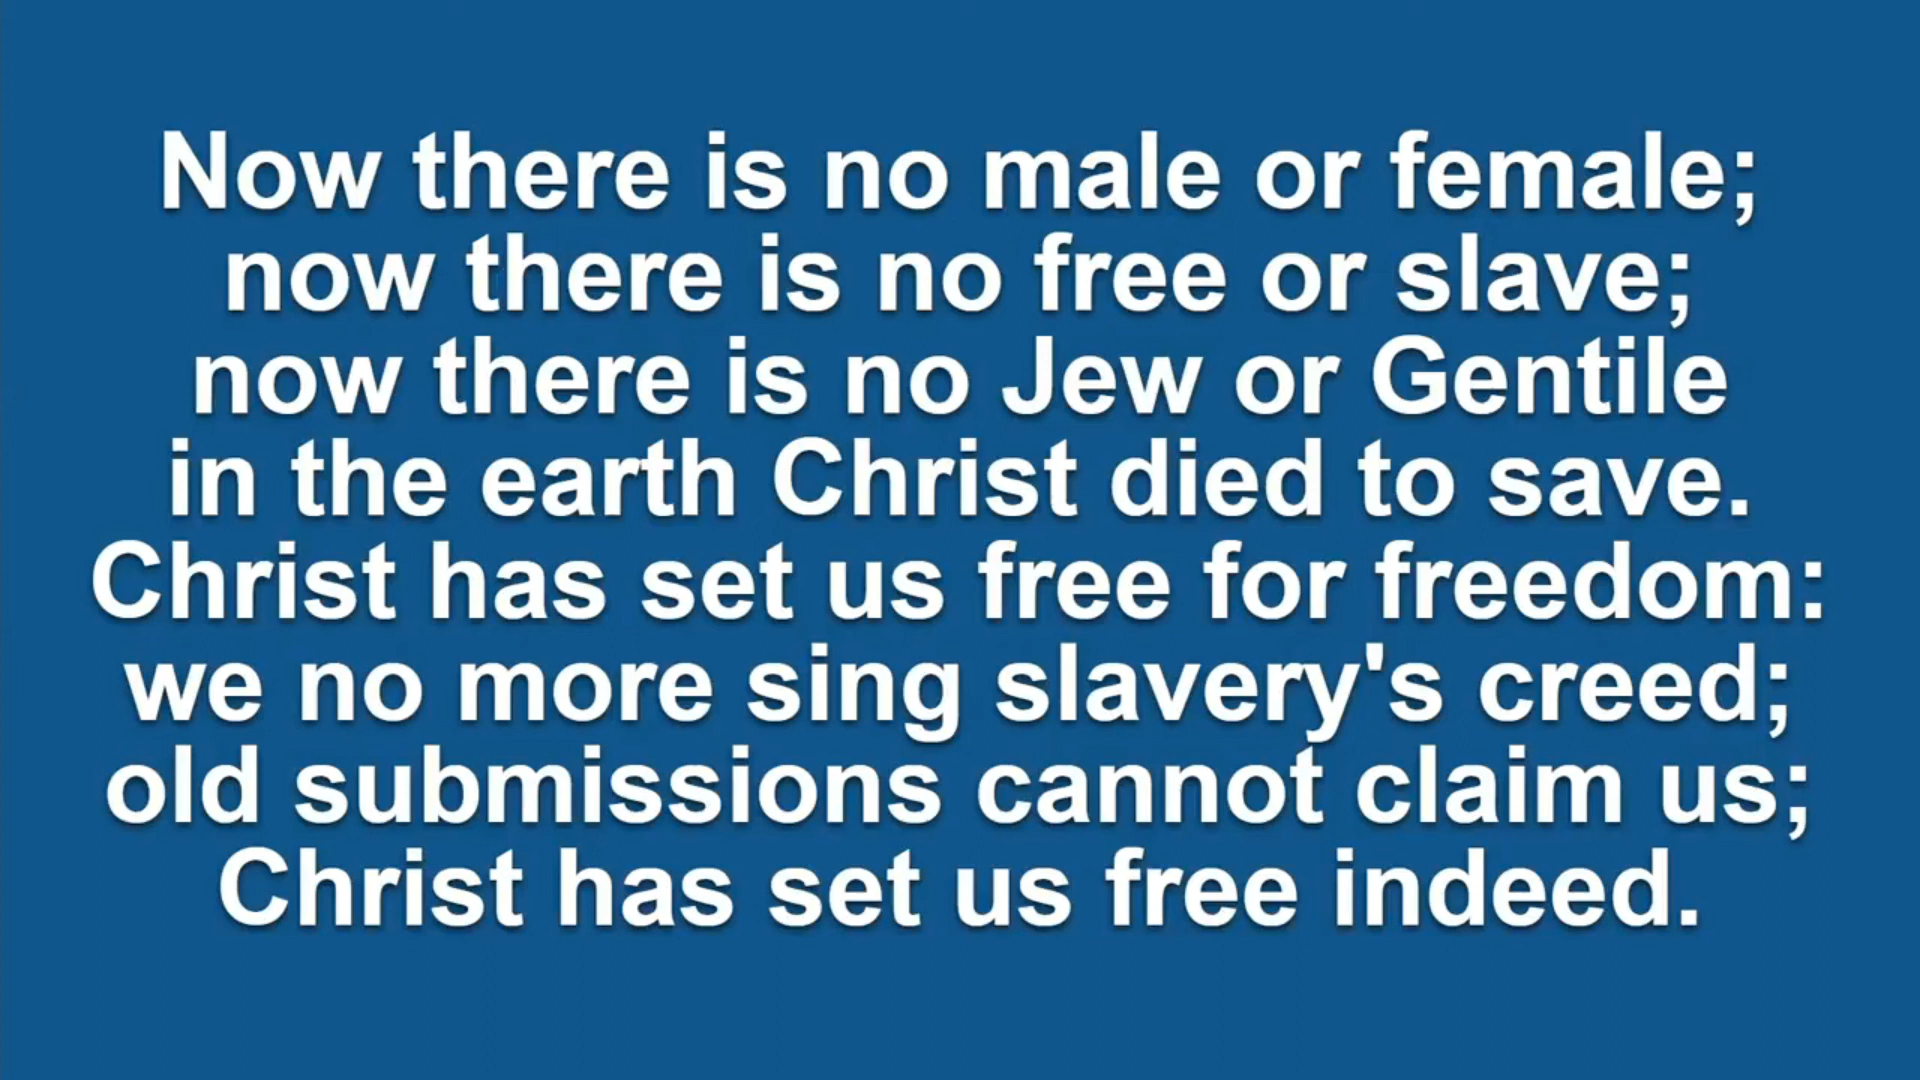 Now there is no male or female;
now there is no free or slave;
now there is no Jew or Gentile
in the earth Christ died to save.
Christ has set us free for freedom:
we no more sing slavery's creed;
old submissions cannot claim us;
Christ has set us free indeed.